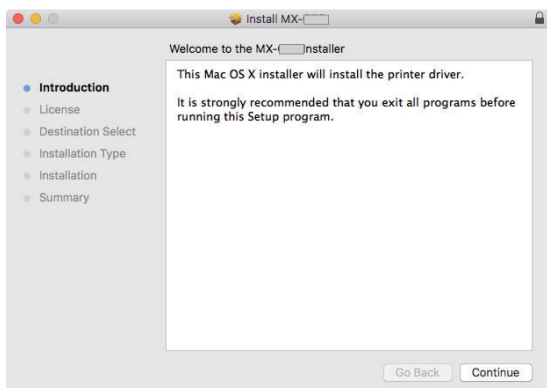 Install MX-
Welcome to the MX- Installer
Introduction
License
Destination Select
Installation Type
Installation
Summary
This Mac OS X installer will install the printer driver.
It is strongly recommended that you exit all programs before
running this Setup program.
Go Back
Continue